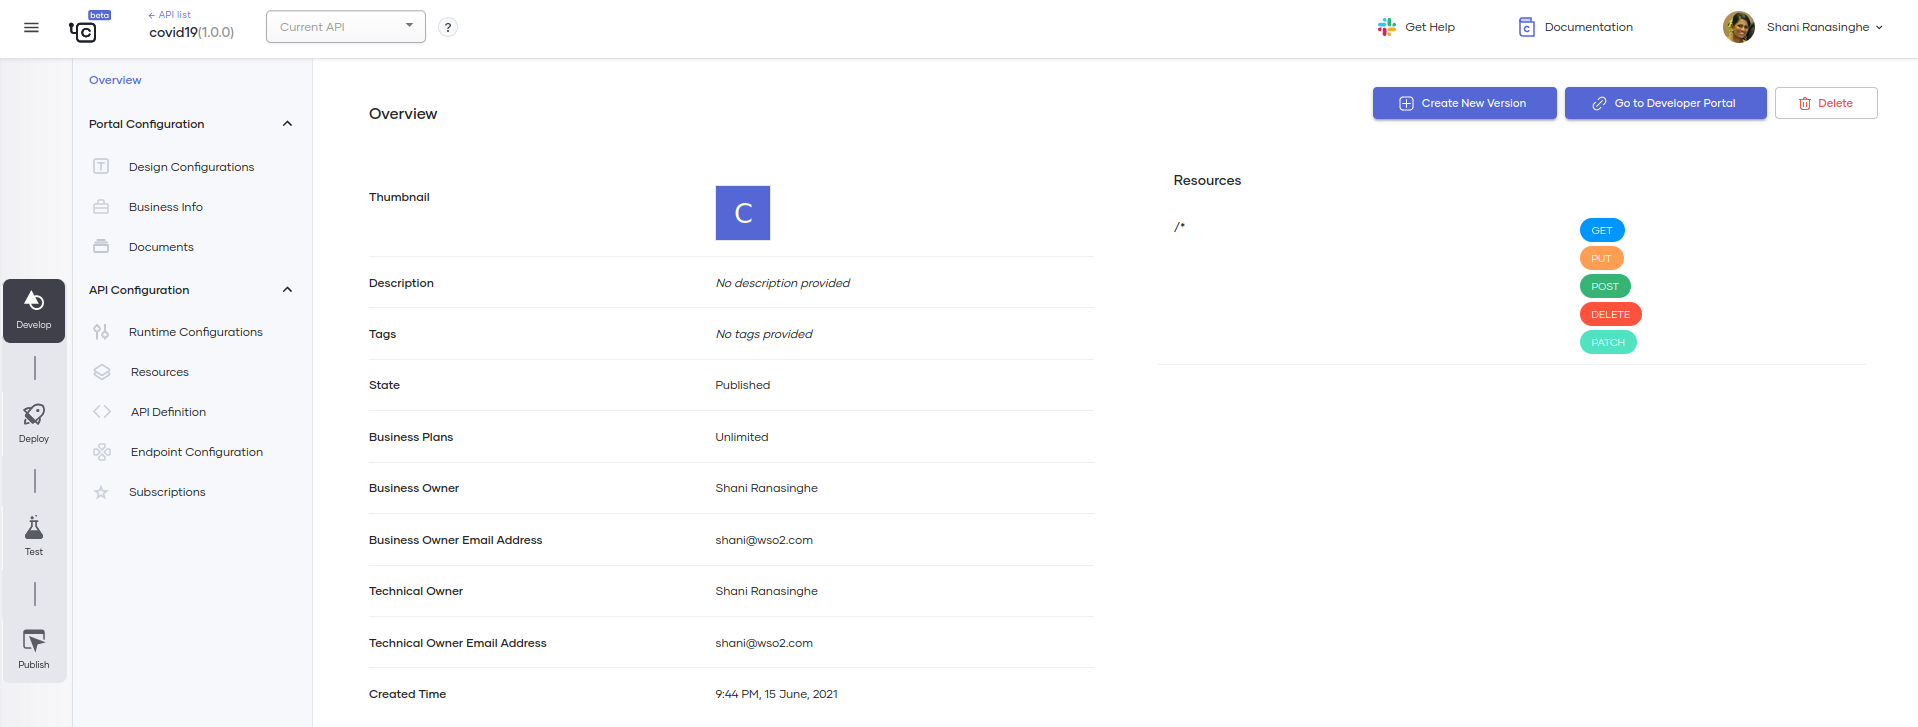 beta
← API list
covid19(1.0.0)
Current API
?
Get Help
C
Documentation
Shani Ranasinghe
Overview
Portal Configuration
Design Configurations
Business Info
Documents
API Configuration
Runtime Configurations
Resources
API Definition
Endpoint Configuration
Subscriptions
Develop
Deploy
Test
Publish
Overview
Create New Version
Go to Developer Portal
Delete
Thumbnail
C
Description No description provided
Tags No tags provided
State Published
Business Plans Unlimited
Business Owner Shani Ranasinghe
Business Owner Email Address shani@wso2.com
Technical Owner Shani Ranasinghe
Technical Owner Email Address shani@wso2.com
Created Time 9:44 PM, 15 June, 2021
Resources
/*
GET
PUT
POST
DELETE
PATCH